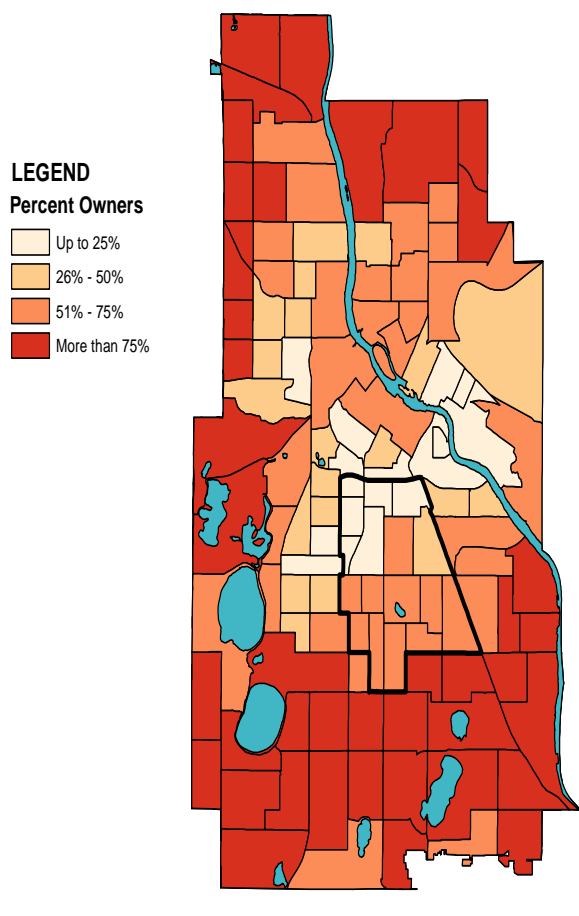 LEGEND
Percent Owners
Up to 25%
26% - 50%
51% - 75%
More than 75%